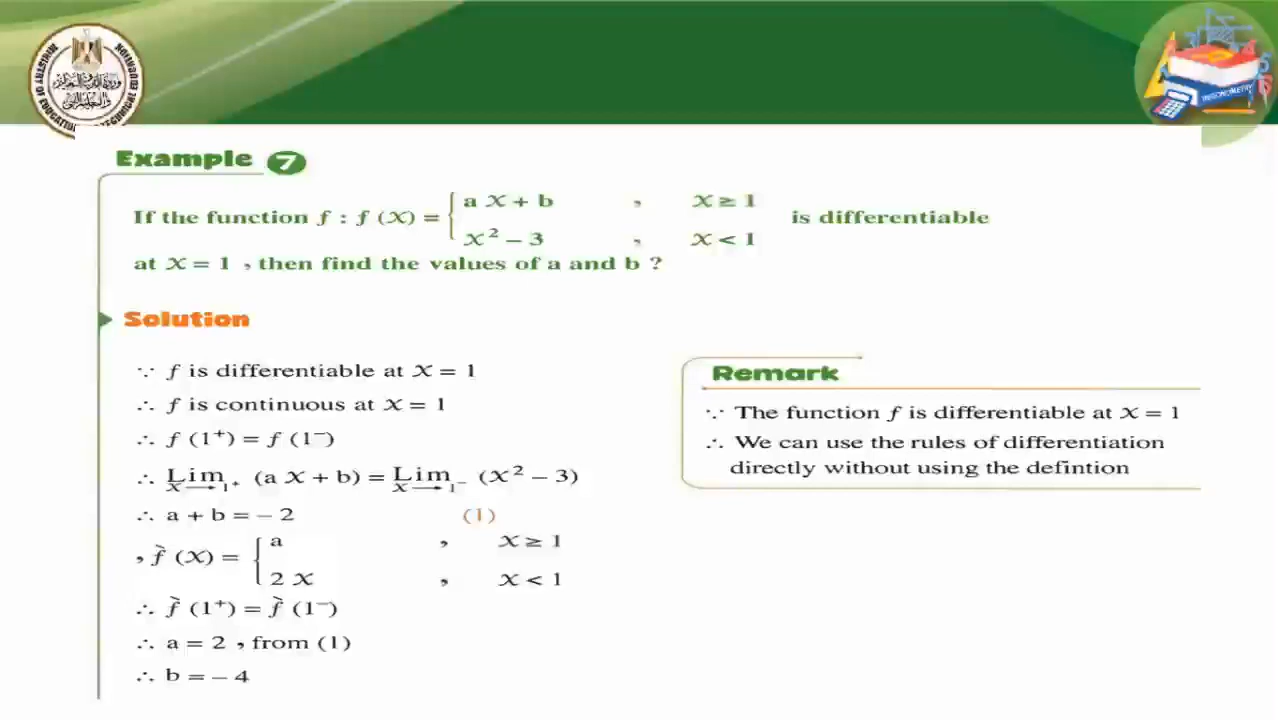 Example 7
If the function f : f (X) = { a X + b , X ≥ 1
X² – 3 , X < 1 is differentiable
at X = 1 , then find the values of a and b ?
Solution
∵ f is differentiable at X = 1
∴ f is continuous at X = 1
∴ f (1⁺) = f (1⁻)
∴ Lim X⟶1⁺ (a X + b) = Lim X⟶1⁻ (X² – 3)
∴ a + b = – 2 (1)
, f̀ (X) = { a , X ≥ 1
2 X , X < 1
∴ f̀ (1⁺) = f̀ (1⁻)
∴ a = 2 , from (1)
∴ b = – 4
Remark
∵ The function f is differentiable at X = 1
∴ We can use the rules of differentiation
directly without using the defintion
TRIGONOMETRY